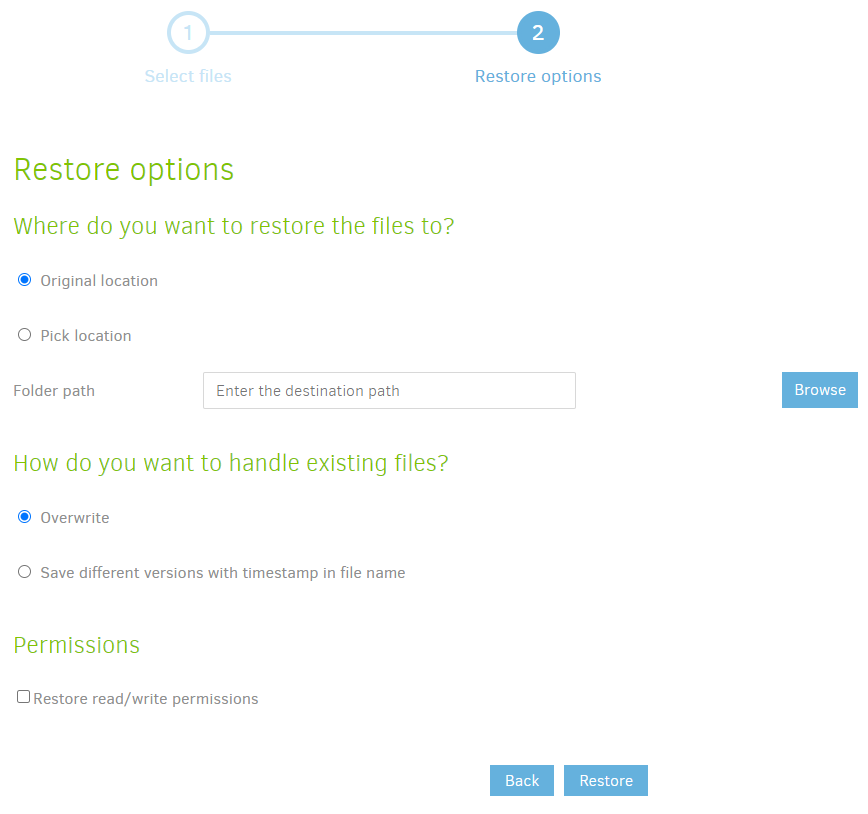 1
2
Select files
Restore options
Restore options
Where do you want to restore the files to?
Original location
Pick location
Folder path
Enter the destination path
Browse
How do you want to handle existing files?
Overwrite
Save different versions with timestamp in file name
Permissions
Restore read/write permissions
Back
Restore